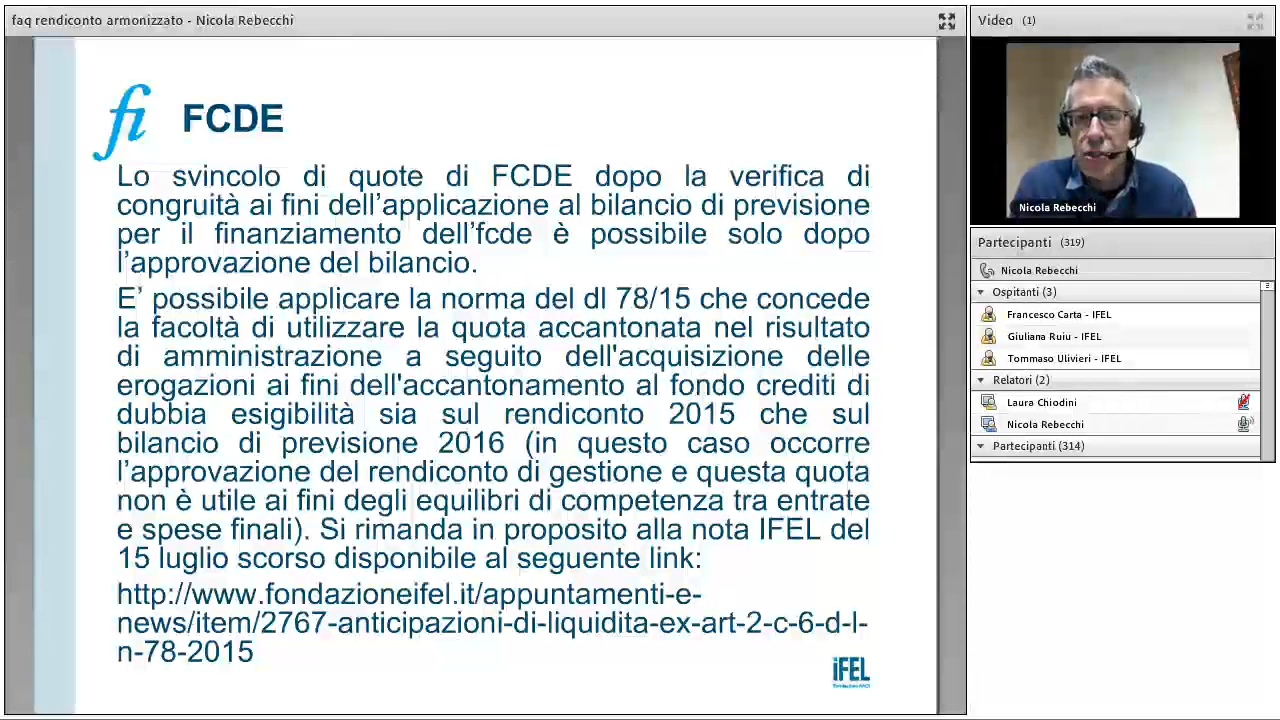 faq rendiconto armonizzato - Nicola Rebecchi
fi FCDE
Lo svincolo di quote di FCDE dopo la verifica di
congruità ai fini dell’applicazione al bilancio di previsione
per il finanziamento dell’fcde è possibile solo dopo
l’approvazione del bilancio.
E’ possibile applicare la norma del dl 78/15 che concede
la facoltà di utilizzare la quota accantonata nel risultato
di amministrazione a seguito dell'acquisizione delle
erogazioni ai fini dell'accantonamento al fondo crediti di
dubbia esigibilità sia sul rendiconto 2015 che sul
bilancio di previsione 2016 (in questo caso occorre
l’approvazione del rendiconto di gestione e questa quota
non è utile ai fini degli equilibri di competenza tra entrate
e spese finali). Si rimanda in proposito alla nota IFEL del
15 luglio scorso disponibile al seguente link:
http://www.fondazioneifel.it/appuntamenti-e-
news/item/2767-anticipazioni-di-liquidita-ex-art-2-c-6-d-l-
n-78-2015
iFEL
Video (1)
Nicola Rebecchi
Partecipanti (319)
Nicola Rebecchi
Ospitanti (3)
Francesco Carta - IFEL
Giuliana Ruiu - IFEL
Tommaso Ulivieri - IFEL
Relatori (2)
Laura Chiodini
Nicola Rebecchi
Partecipanti (314)